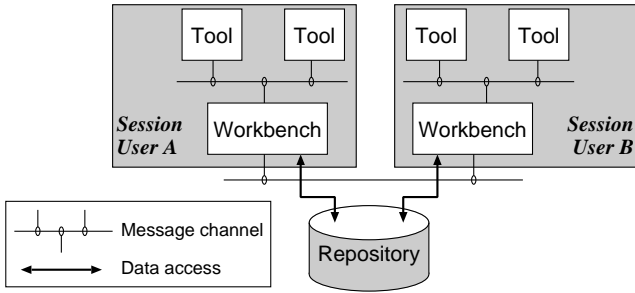 Tool Tool Tool Tool
Session User A
Workbench Workbench
Session User B
Message channel
Data access
Repository